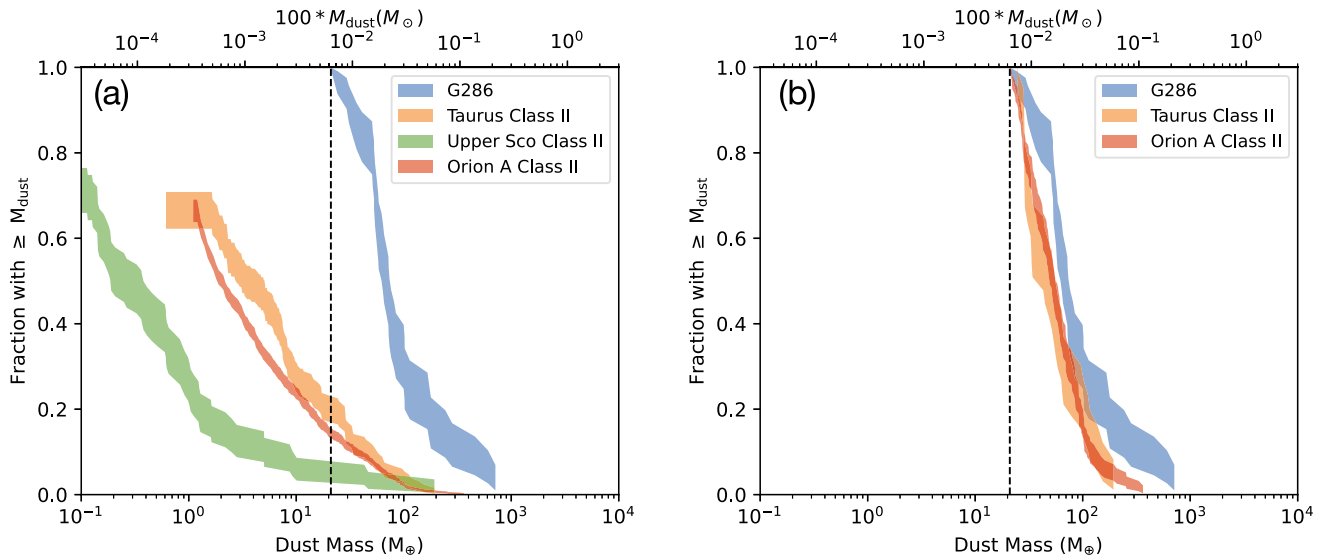 100 * M_dust(M_⊙)
10^−4 10^−3 10^−2 10^−1 10^0
(a)
G286
Taurus Class II
Upper Sco Class II
Orion A Class II
Fraction with ≥ M_dust
1.0
0.8
0.6
0.4
0.2
0.0
10^−1 10^0 10^1 10^2 10^3 10^4
Dust Mass (M_⊕)
100 * M_dust(M_⊙)
10^−4 10^−3 10^−2 10^−1 10^0
(b)
G286
Taurus Class II
Orion A Class II
Fraction with ≥ M_dust
1.0
0.8
0.6
0.4
0.2
0.0
10^−1 10^0 10^1 10^2 10^3 10^4
Dust Mass (M_⊕)